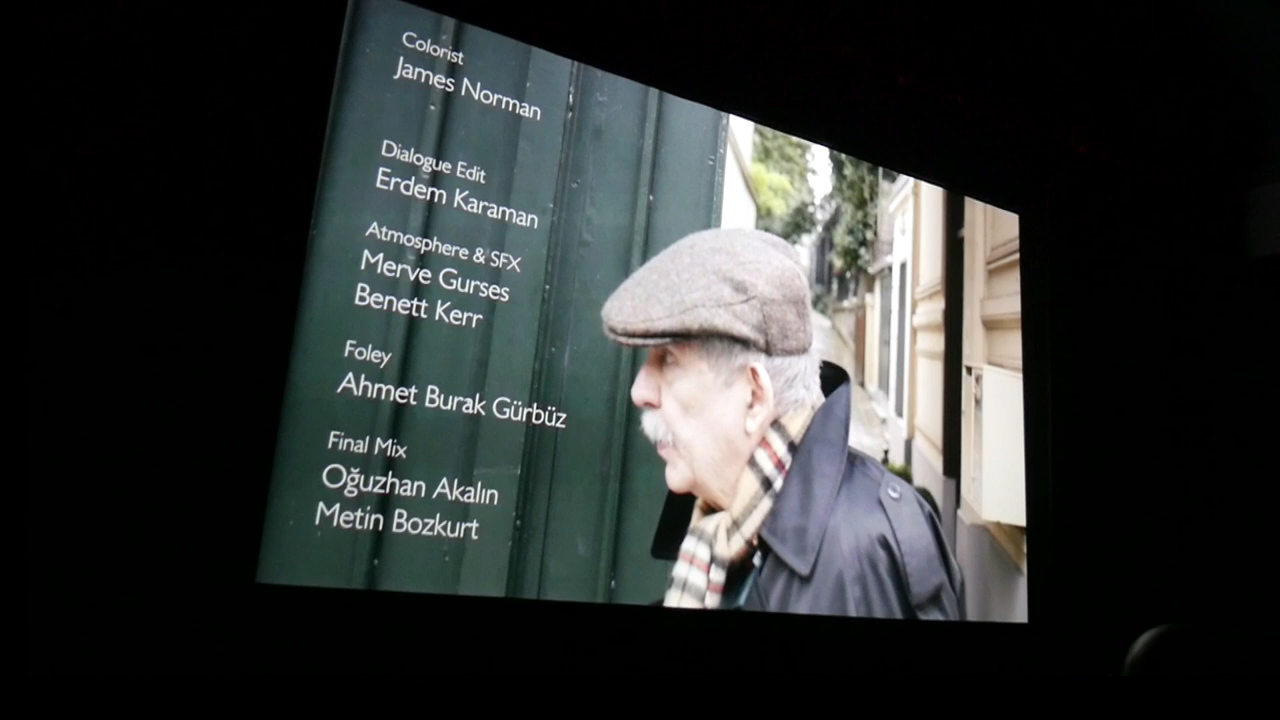 Colorist
James Norman
Dialogue Edit
Erdem Karaman
Atmosphere & SFX
Merve Gurses
Benett Kerr
Foley
Ahmet Burak Gürbüz
Final Mix
Oğuzhan Akalın
Metin Bozkurt